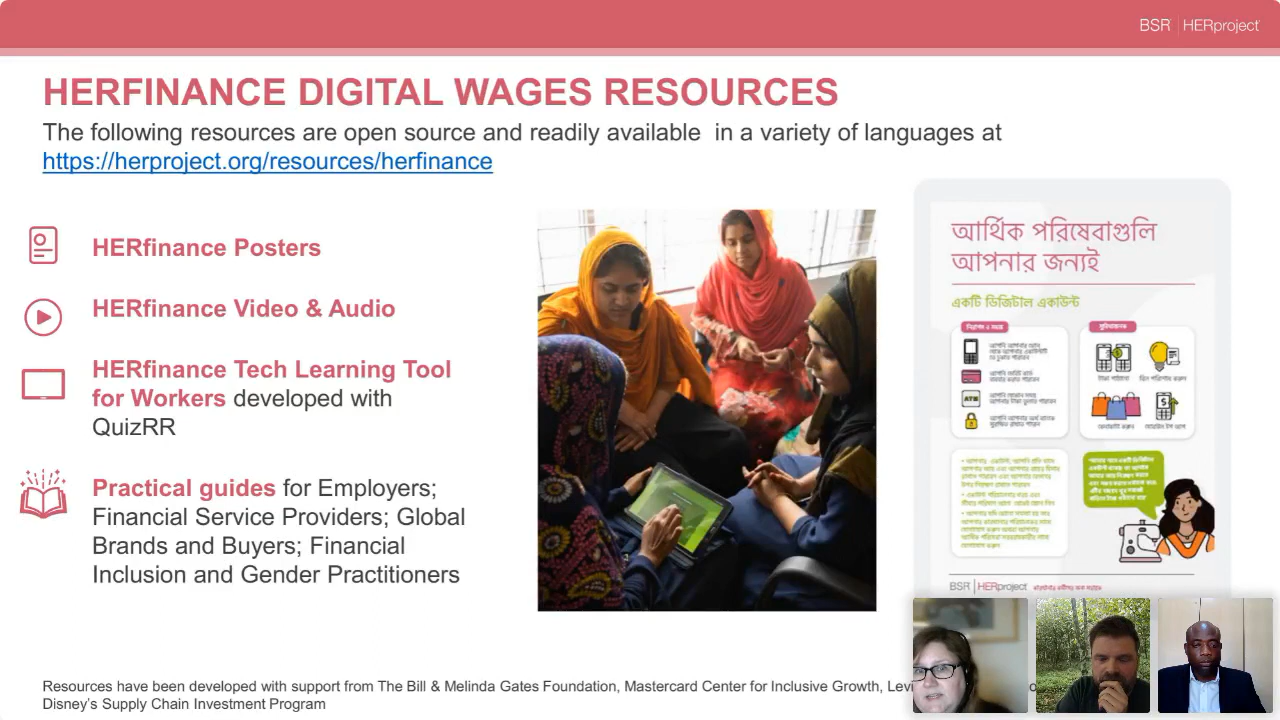 BSR | HERproject
HERFINANCE DIGITAL WAGES RESOURCES
The following resources are open source and readily available in a variety of languages at
https://herproject.org/resources/herfinance
HERfinance Posters
HERfinance Video & Audio
HERfinance Tech Learning Tool
for Workers developed with
QuizRR
Practical guides for Employers;
Financial Service Providers; Global
Brands and Buyers; Financial
Inclusion and Gender Practitioners
আর্থিক পরিষেবাগুলি
আপনার জন্যই
একটি ডিজিটাল একাউন্ট
ATM
BSR | HERproject
Resources have been developed with support from The Bill & Melinda Gates Foundation, Mastercard Center for Inclusive Growth,
Disney's Supply Chain Investment Program